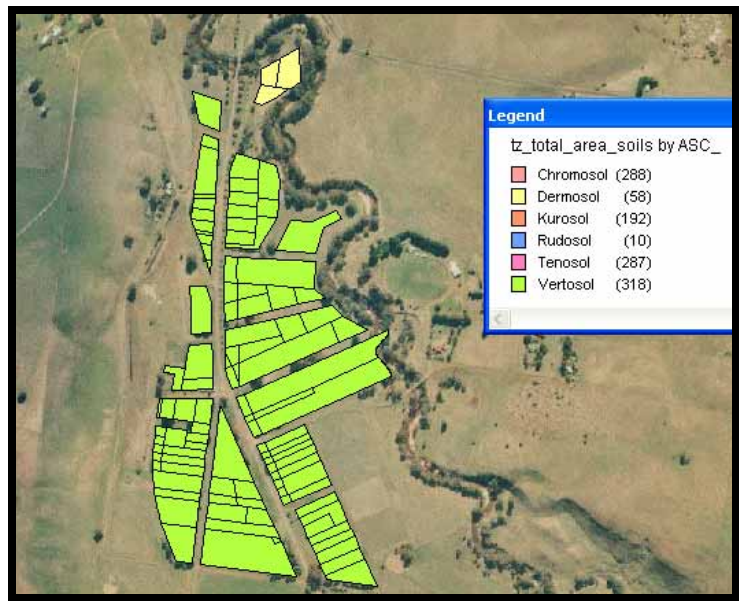 Legend
tz_total_area_soils by ASC_
Chromosol (288)
Dermosol (58)
Kurosol (192)
Rudosol (10)
Tenosol (287)
Vertosol (318)